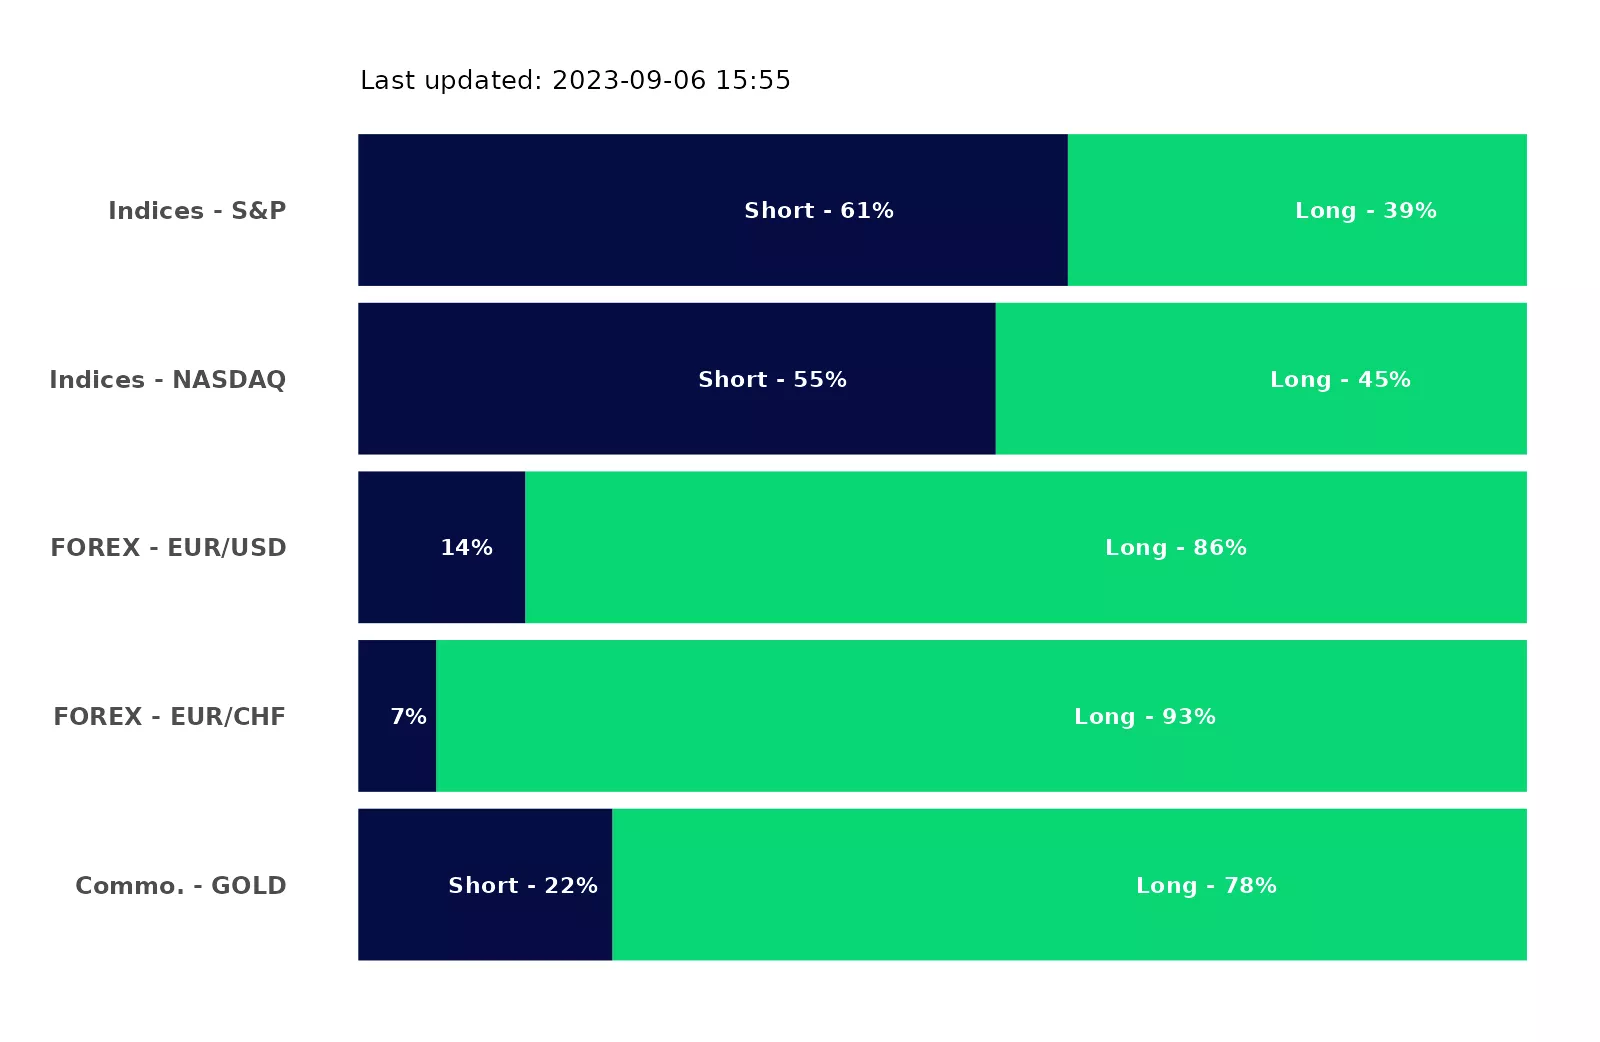 Last updated: 2023-09-06 15:55
Indices - S&P
Short - 61%
Long - 39%
Indices - NASDAQ
Short - 55%
Long - 45%
FOREX - EUR/USD
14%
Long - 86%
FOREX - EUR/CHF
7%
Long - 93%
Commo. - GOLD
Short - 22%
Long - 78%